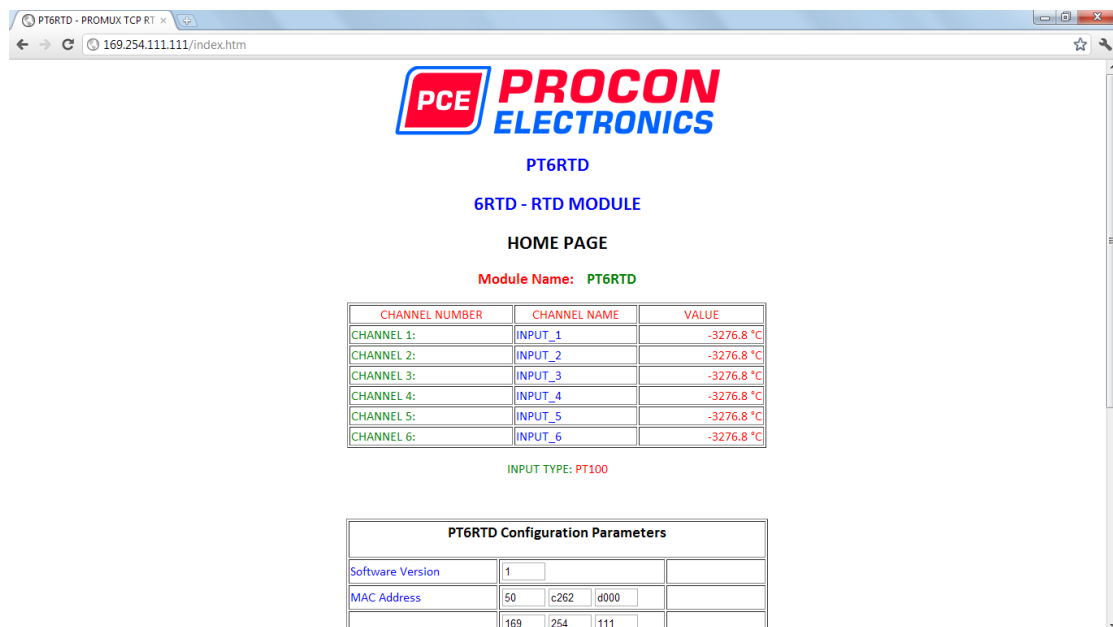 PT6RTD - PROMUX TCP RT
169.254.111.111/index.htm
PCE PROCON
ELECTRONICS
PT6RTD
6RTD - RTD MODULE
HOME PAGE
Module Name: PT6RTD
CHANNEL NUMBER CHANNEL NAME VALUE
CHANNEL 1: INPUT_1 -3276.8 °C
CHANNEL 2: INPUT_2 -3276.8 °C
CHANNEL 3: INPUT_3 -3276.8 °C
CHANNEL 4: INPUT_4 -3276.8 °C
CHANNEL 5: INPUT_5 -3276.8 °C
CHANNEL 6: INPUT_6 -3276.8 °C
INPUT TYPE: PT100
PT6RTD Configuration Parameters
Software Version 1
MAC Address 50 c262 d000
169 254 111